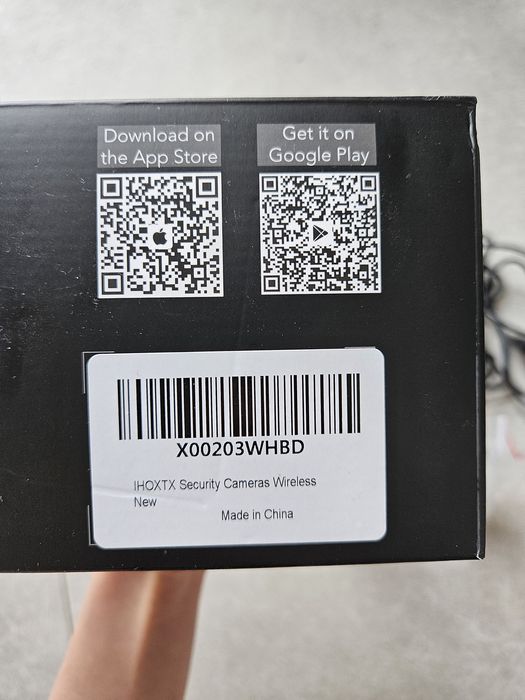 Download on
the App Store
Get it on
Google Play
X00203WHBD
IHOXTX Security Cameras Wireless
New
Made in China